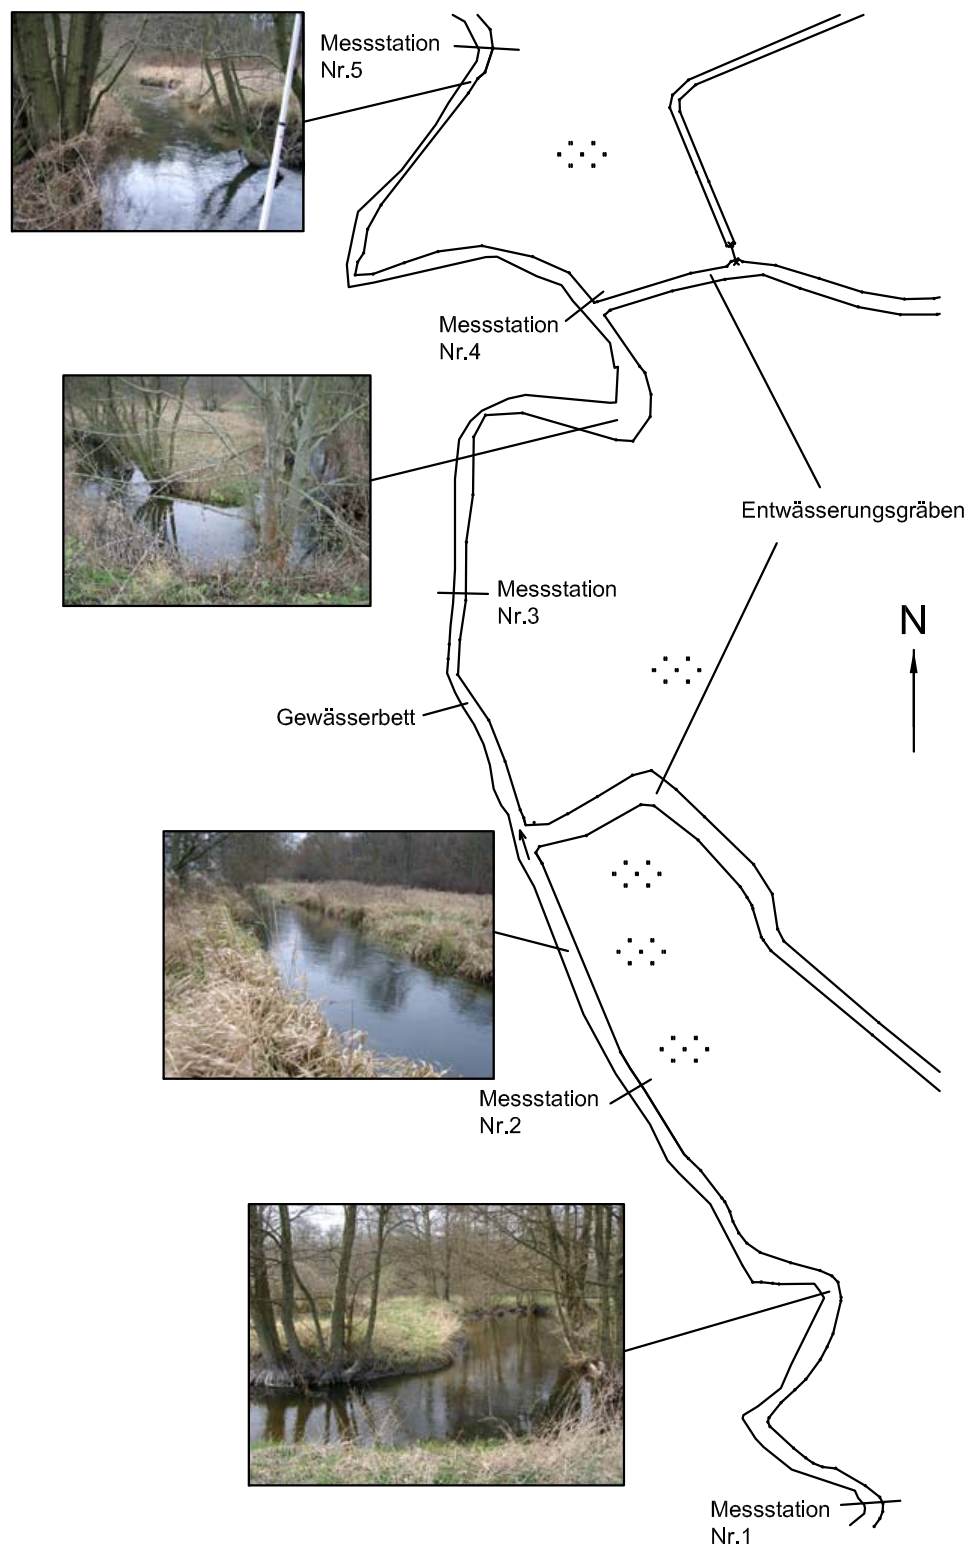 Messstation
Nr.5
Messstation
Nr.4
Entwässerungsgräben
Messstation
Nr.3
N
Gewässerbett
Messstation
Nr.2
Messstation
Nr.1